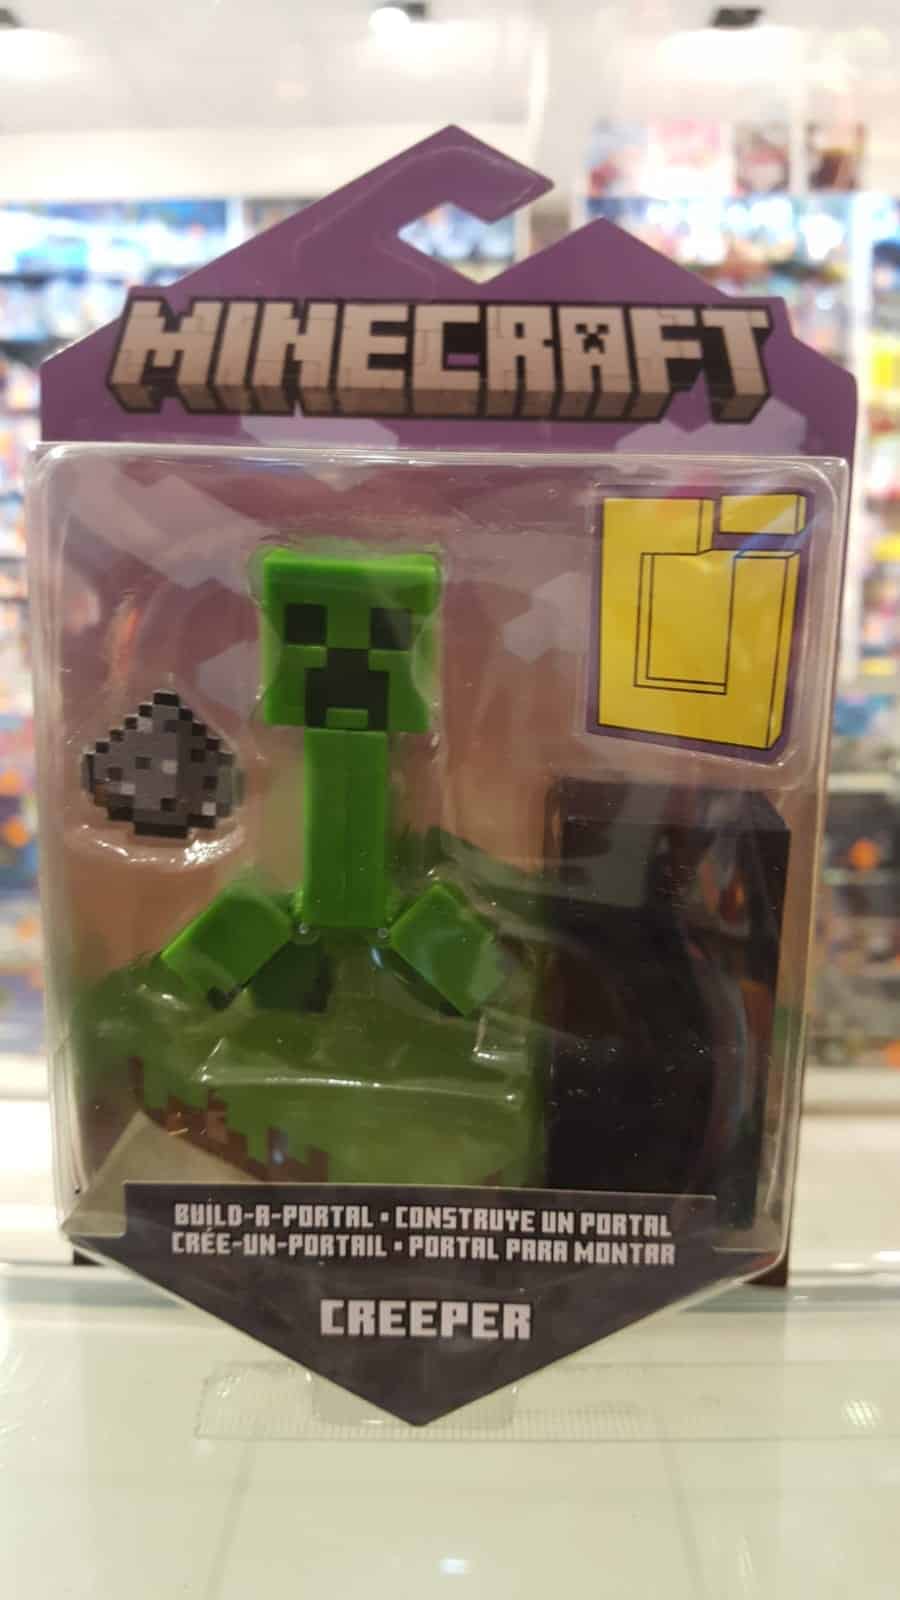 MINECRAFT
BUILD-A-PORTAL ▪ CONSTRUYE UN PORTAL
CRÉE-UN-PORTAIL ▪ PORTAL PARA MONTAR
CREEPER